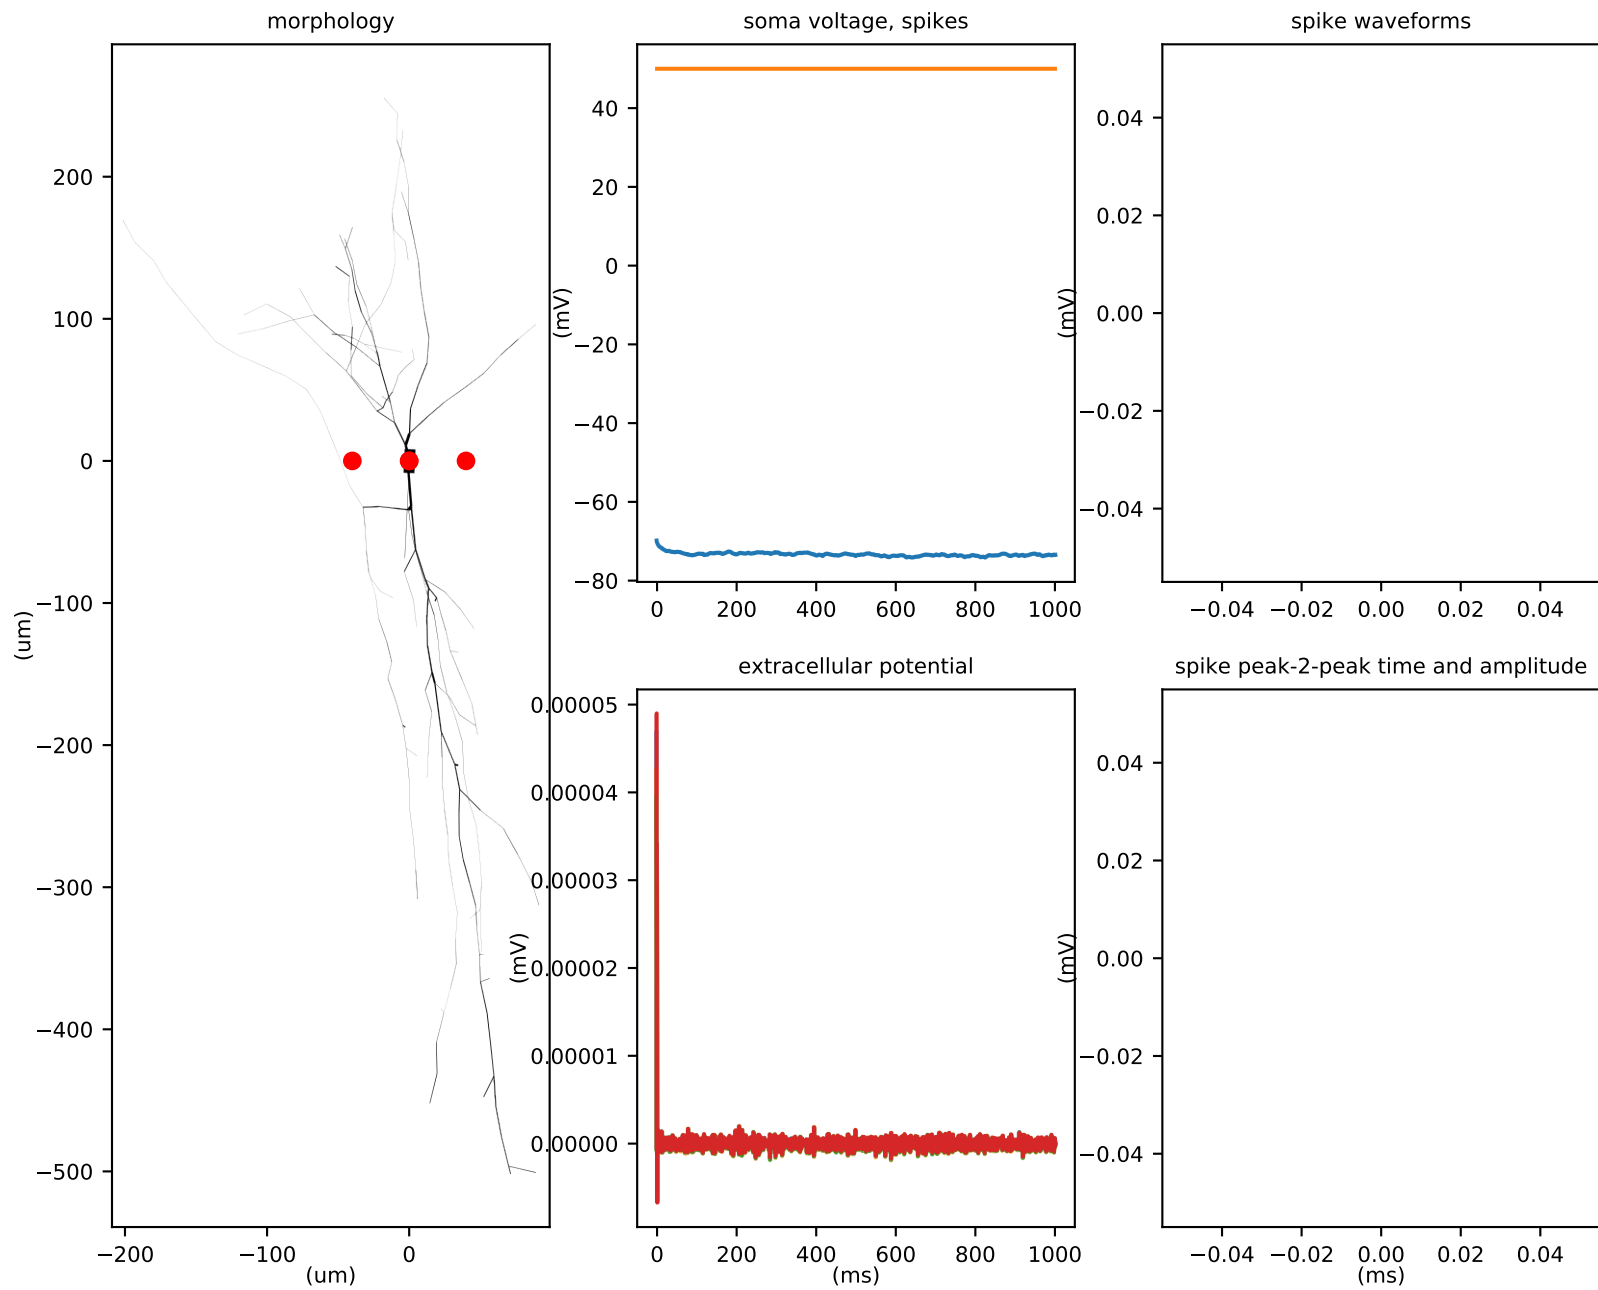 morphology
200
100
0
−100
−200
−300
−400
−500
(um)
−200 −100 0
(um)
soma voltage, spikes
40
20
0
−20
−40
−60
−80
(mV)
0 200 400 600 800 1000
spike waveforms
0.04
0.02
0.00
−0.02
−0.04
(mV)
−0.04 −0.02 0.00 0.02 0.04
extracellular potential
0.00005
0.00004
0.00003
0.00002
0.00001
0.00000
(mV)
0 200 400 600 800 1000
(ms)
spike peak-2-peak time and amplitude
0.04
0.02
0.00
−0.02
−0.04
(mV)
−0.04 −0.02 0.00 0.02 0.04
(ms)